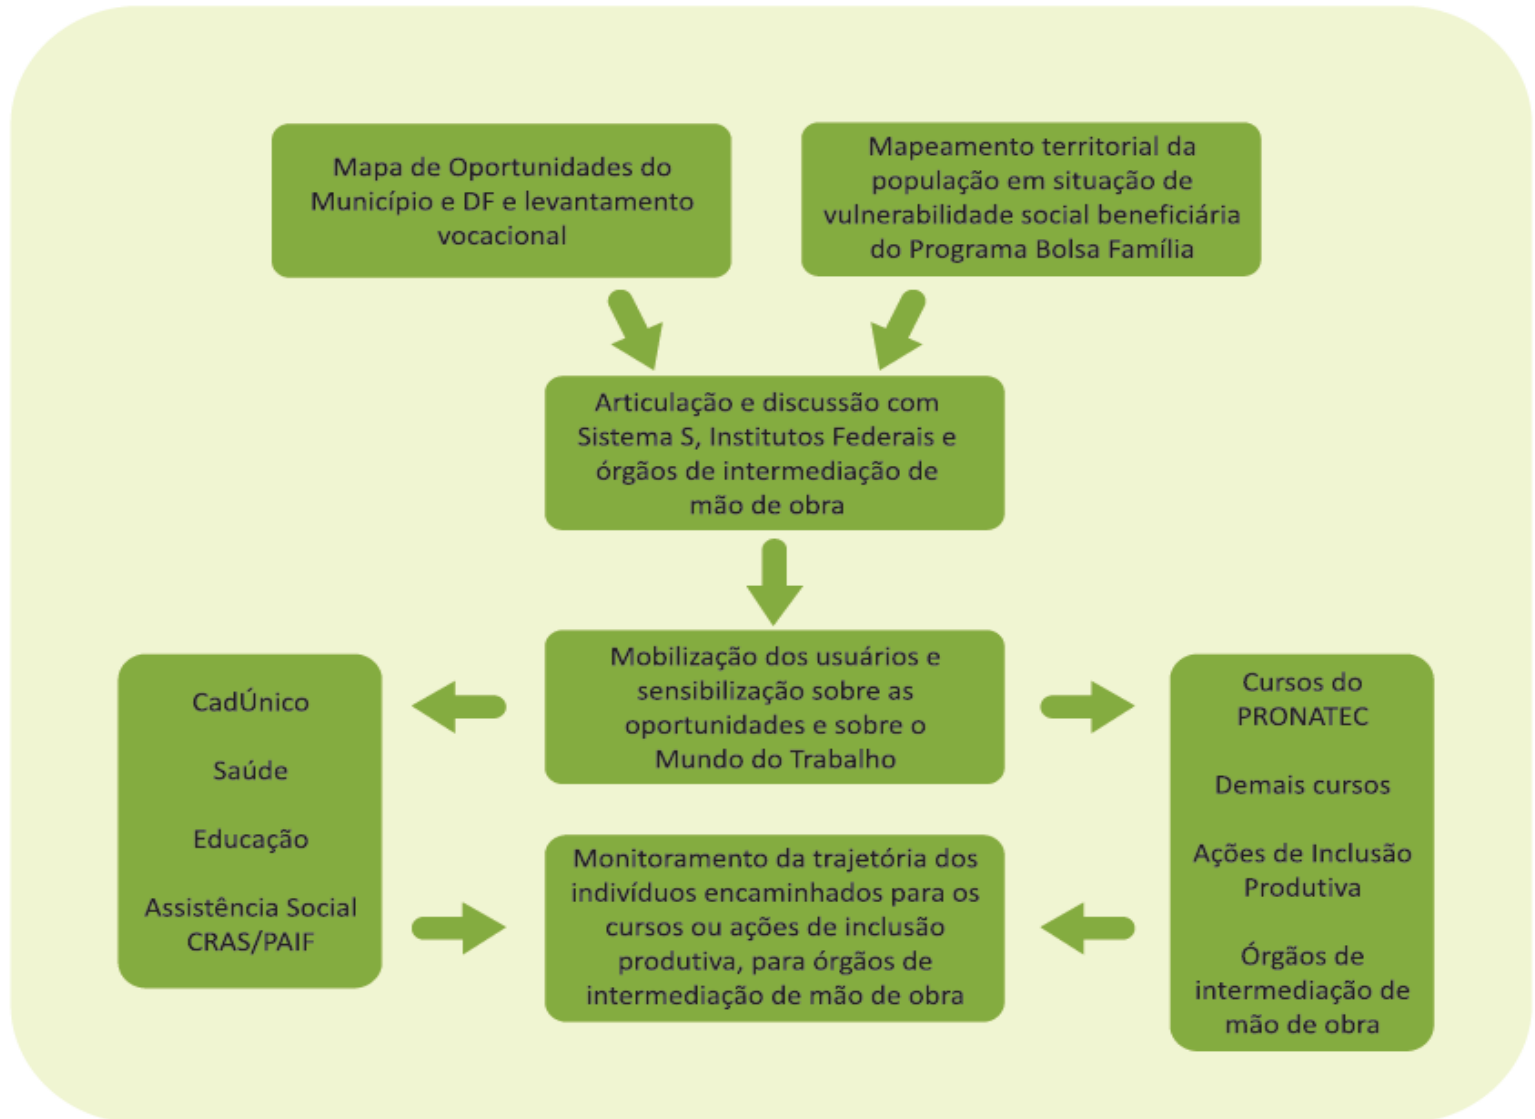 Mapa de Oportunidades do
Município e DF e levantamento
vocacional
Mapeamento territorial da
população em situação de
vulnerabilidade social beneficiária
do Programa Bolsa Família
Articulação e discussão com
Sistema S, Institutos Federais e
órgãos de intermediação de
mão de obra
Mobilização dos usuários e
sensibilização sobre as
oportunidades e sobre o
Mundo do Trabalho
CadÚnico
Saúde
Educação
Assistência Social
CRAS/PAIF
Cursos do
PRONATEC
Demais cursos
Ações de Inclusão
Produtiva
Órgãos de
intermediação de
mão de obra
Monitoramento da trajetória dos
indivíduos encaminhados para os
cursos ou ações de inclusão
produtiva, para órgãos de
intermediação de mão de obra